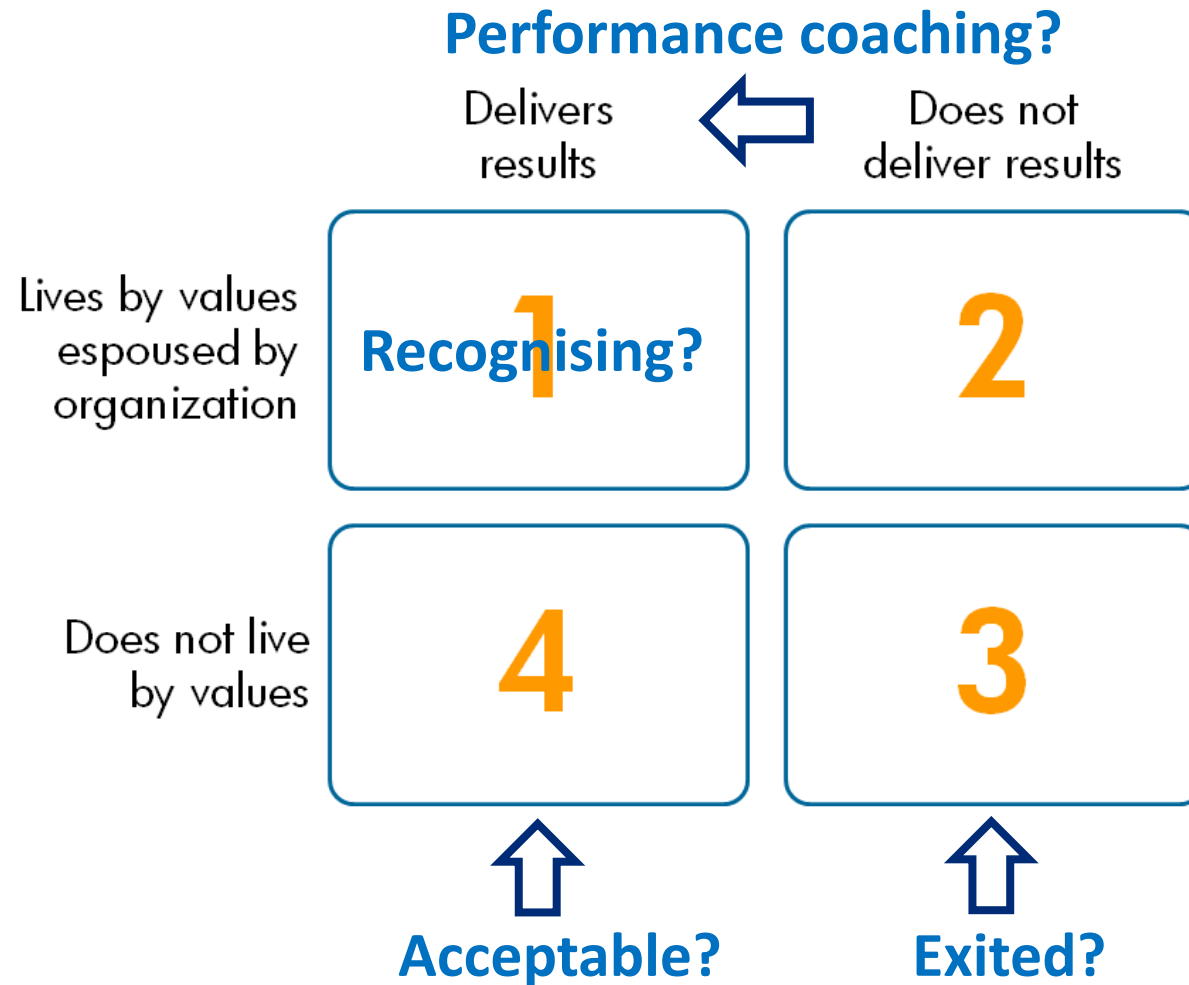 Performance coaching?
Delivers
results
Does not
deliver results
Lives by values
espoused by
organization
1
Recognising?
2
Does not live
by values
4
3
Acceptable?
Exited?